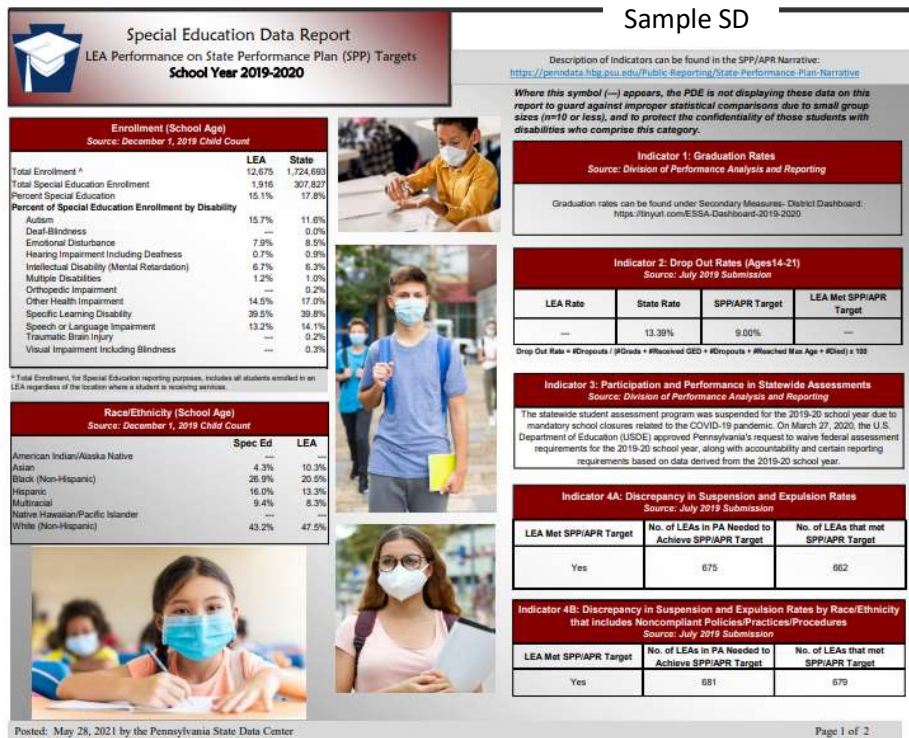 Sample SD
Special Education Data Report
LEA Performance on State Performance Plan (SPP) Targets
School Year 2019-2020
Description of Indicators can be found in the SPP/APR Narrative:
https://penndata.hbg.psu.edu/Public-Reporting/State-Performance-Plan-Narrative
Where this symbol (---) appears, the PDE is not displaying these data on this
report to guard against improper statistical comparisons due to small group
sizes (n=10 or less), and to protect the confidentiality of those students with
disabilities who comprise this category.
Enrollment (School Age)
Source: December 1, 2019 Child Count
LEA State
Total Enrollment ^ 12,675 1,724,693
Total Special Education Enrollment 1,916 307,827
Percent Special Education 15.1% 17.8%
Percent of Special Education Enrollment by Disability
Autism 15.7% 11.6%
Deaf-Blindness --- 0.0%
Emotional Disturbance 7.9% 8.5%
Hearing Impairment Including Deafness 0.7% 0.9%
Intellectual Disability (Mental Retardation) 6.7% 6.3%
Multiple Disabilities 1.2% 1.0%
Orthopedic Impairment --- 0.2%
Other Health Impairment 14.5% 17.0%
Specific Learning Disability 39.5% 39.8%
Speech or Language Impairment 13.2% 14.1%
Traumatic Brain Injury --- 0.2%
Visual Impairment Including Blindness --- 0.3%
^ Total Enrollment, for Special Education reporting purposes, includes all students enrolled in an
LEA regardless of the location where a student is receiving services.
Race/Ethnicity (School Age)
Source: December 1, 2019 Child Count
Spec Ed LEA
American Indian/Alaska Native --- ---
Asian 4.3% 10.3%
Black (Non-Hispanic) 26.9% 20.5%
Hispanic 16.0% 13.3%
Multiracial 9.4% 8.3%
Native Hawaiian/Pacific Islander --- ---
White (Non-Hispanic) 43.2% 47.5%
Indicator 1: Graduation Rates
Source: Division of Performance Analysis and
Reporting
Graduation rates can be found under Secondary Measures- District Dashboard:
https://tinyurl.com/ESSA-Dashboard-2019-2020
Indicator 2: Drop Out Rates (Ages14-21)
Source: July 2019 Submission
LEA Rate State Rate SPP/APR Target LEA Met SPP/APR
Target
--- 13.39% 9.00% ---
Drop Out Rate = #Dropouts / (#Grads + #Received GED + #Dropouts + #Reached Max Age + #Died) x 100
Indicator 3: Participation and Performance in Statewide Assessments
Source: Division of Performance Analysis and Reporting
The statewide student assessment program was suspended for the 2019-20 school year due to
mandatory school closures related to the COVID-19 pandemic. On March 27, 2020, the U.S.
Department of Education (USDE) approved Pennsylvania's request to waive federal assessment
requirements for the 2019-20 school year, along with accountability and certain reporting
requirements based on data derived from the 2019-20 school year.
Indicator 4A: Discrepancy in Suspension and Expulsion Rates
Source: July 2019 Submission
LEA Met SPP/APR Target No. of LEAs in PA Needed to No. of LEAs that met
Achieve SPP/APR Target SPP/APR Target
Yes 675 662
Indicator 4B: Discrepancy in Suspension and Expulsion Rates by Race/Ethnicity
that includes Noncompliant Policies/Practices/Procedures
Source: July 2019 Submission
LEA Met SPP/APR Target No. of LEAs in PA Needed to No. of LEAs that met
Achieve SPP/APR Target SPP/APR Target
Yes 681 679
Posted: May 28, 2021 by the Pennsylvania State Data Center
Page 1 of 2